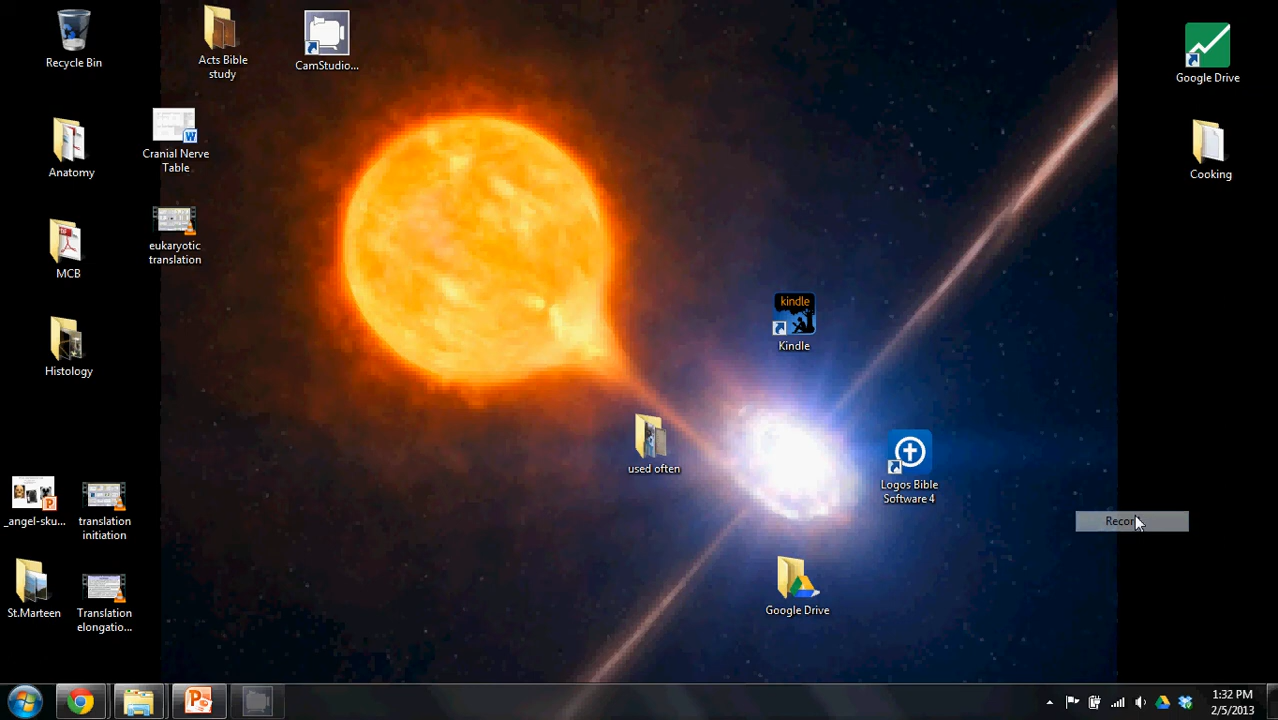 Recycle Bin
Acts Bible
study
CamStudio...
Google Drive
Anatomy
Cranial Nerve
Table
Cooking
MCB
eukaryotic
translation
Histology
kindle
Kindle
used often
Logos Bible
Software 4
_angel-sku...
translation
initiation
Record
Google Drive
St.Marteen
Translation
elongatio...
1:32 PM
2/5/2013